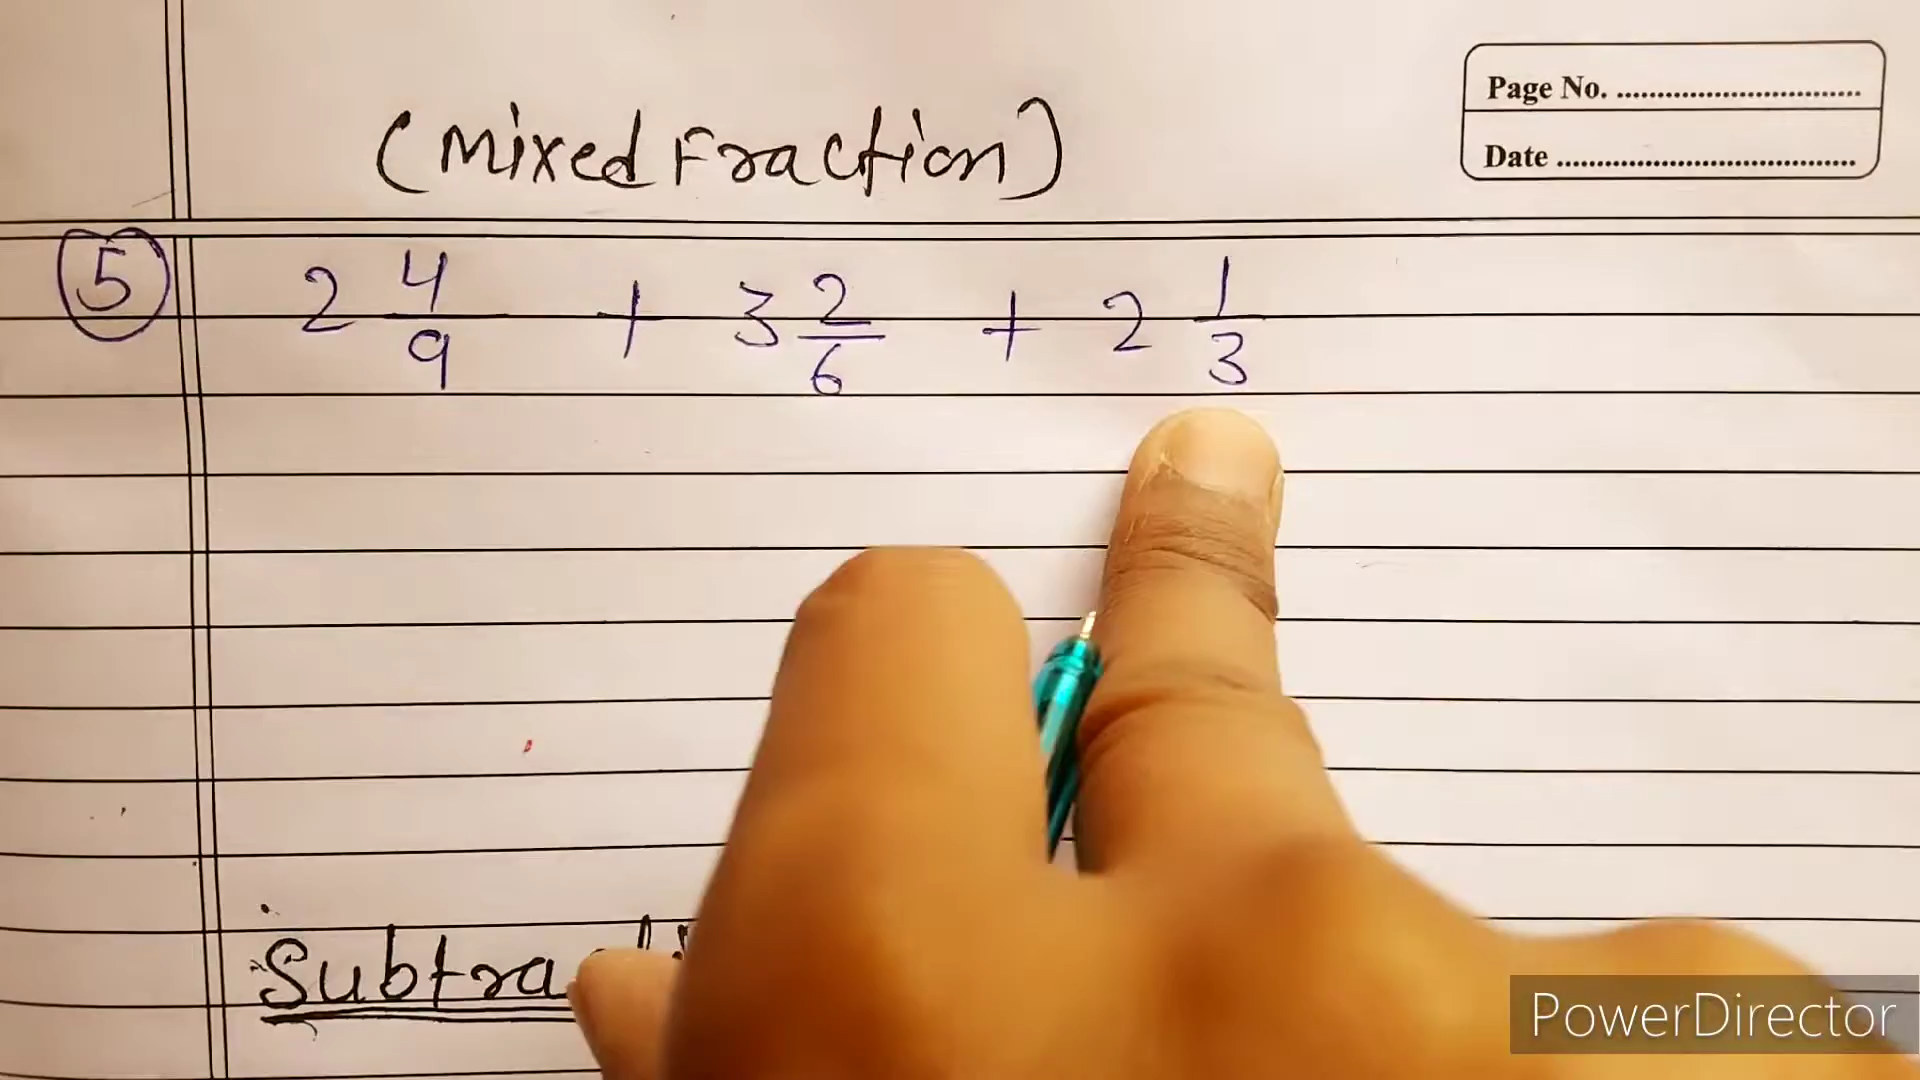 Page No. ..............................
Date ....................................
(Mixed Fraction)
5 2 4/9 + 3 2/6 + 2 1/3
PowerDirector